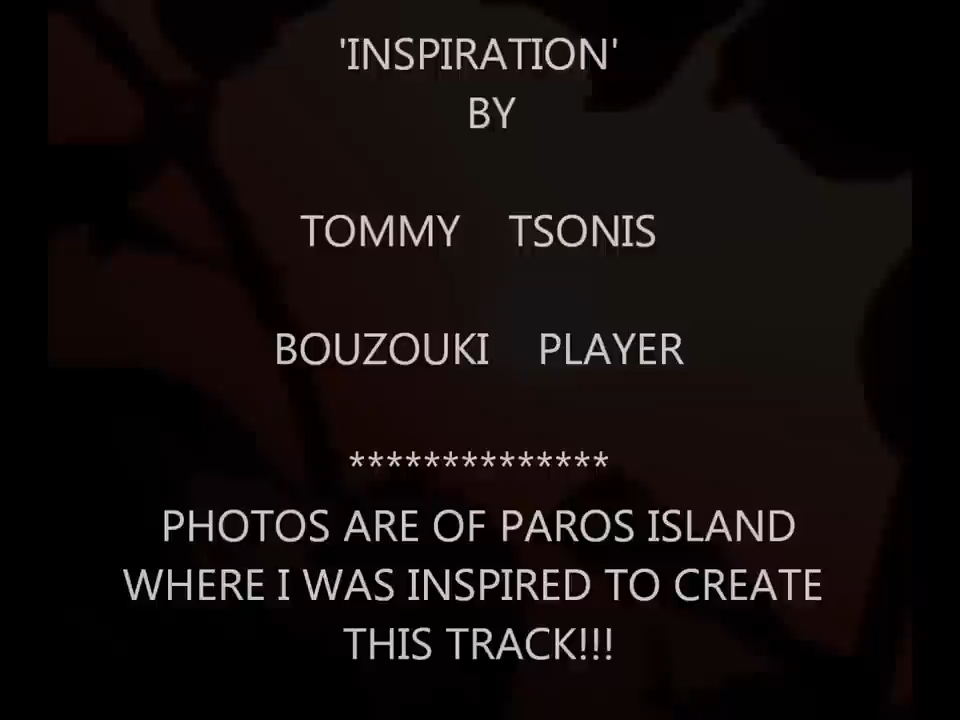 'INSPIRATION'
BY
TOMMY TSONIS
BOUZOUKI PLAYER
**************
PHOTOS ARE OF PAROS ISLAND
WHERE I WAS INSPIRED TO CREATE
THIS TRACK!!!